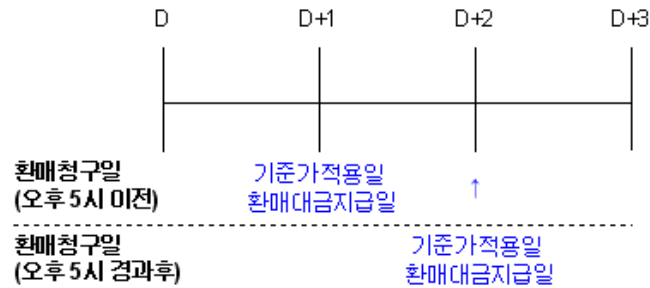 D D+1 D+2 D+3
환매청구일 기준가적용일
(오후 5시 이전) 환매대금지급일 ↑
환매청구일 기준가적용일
(오후 5시 경과후) 환매대금지급일